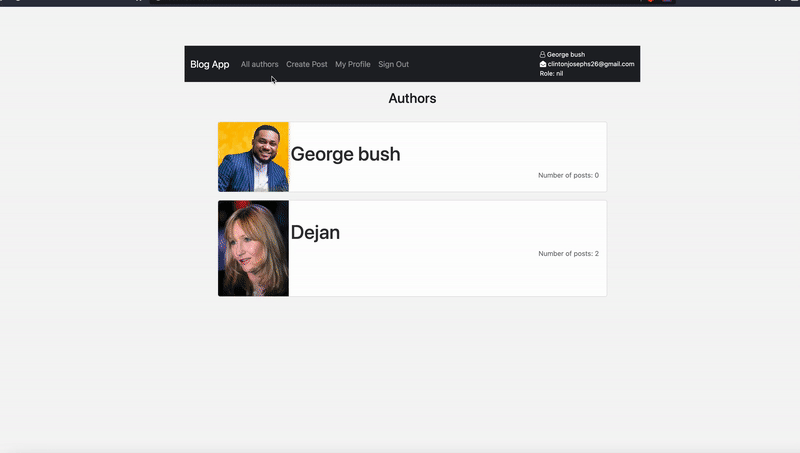 Blog App All authors Create Post My Profile Sign Out
George bush
clintonjosephs26@gmail.com
Role: nil
Authors
George bush
Number of posts: 0
Dejan
Number of posts: 2